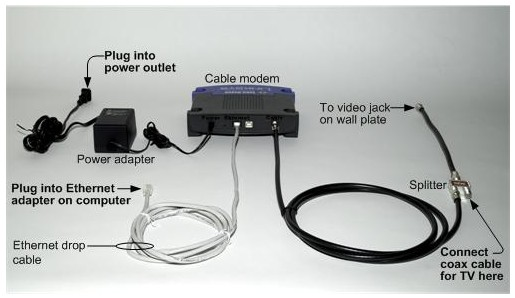 Plug into
power outlet
Cable modem
To video jack
on wall plate
Power adapter
Splitter
Plug into Ethernet
adapter on computer
Ethernet drop
cable
Connect
coax cable
for TV here